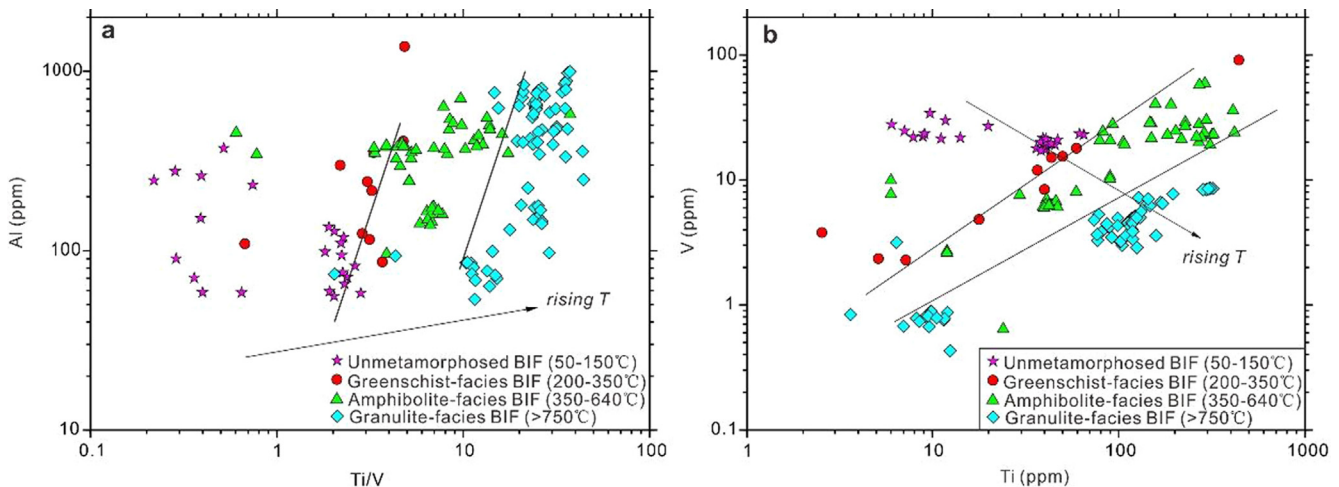 a
Al (ppm)
1000
100
10
0.1
1
10
100
Ti/V
rising T
Unmetamorphosed BIF (50-150℃)
Greenschist-facies BIF (200-350℃)
Amphibolite-facies BIF (350-640℃)
Granulite-facies BIF (>750℃)
b
V (ppm)
100
10
1
0.1
1
10
100
1000
Ti (ppm)
rising T
Unmetamorphosed BIF (50-150℃)
Greenschist-facies BIF (200-350℃)
Amphibolite-facies BIF (350-640℃)
Granulite-facies BIF (>750℃)